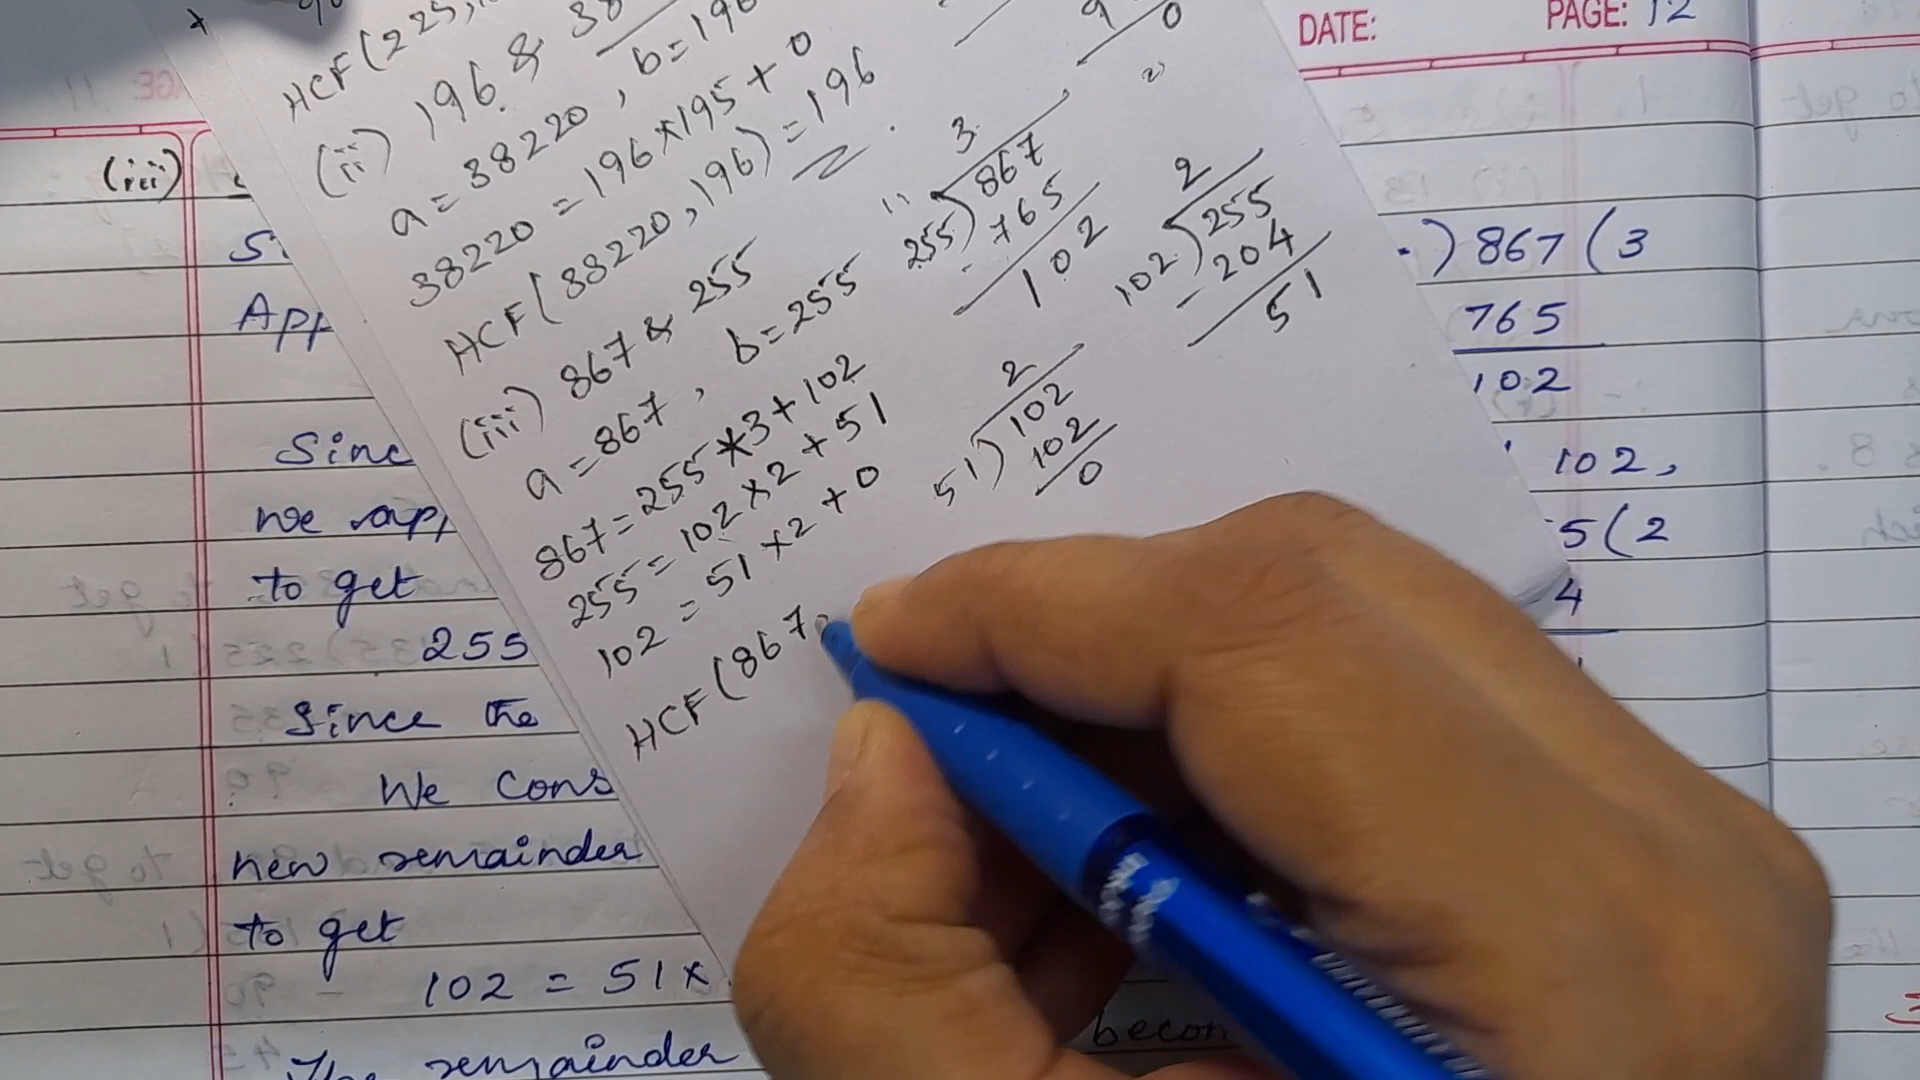 DATE:
PAGE: 12
HCF(225,
(ii) 196 & 38
a = 38220, b = 196
38220 = 196 × 195 + 0
HCF(38220, 196) = 196
(iii) 867 & 255
a = 867, b = 255
867 = 255 × 3 + 102
255 = 102 × 2 + 51
102 = 51 × 2 + 0
HCF(867,
9
0
3
255) 867
- 765
102
2
102) 255
- 204
51
2
51) 102
102
0
(iii)
App
Sinc
we app
to get
255
Since the
We Cons
new remainder
to get
102 = 51 ×
The remainder
becom
) 867 ( 3
765
102
102,
5 ( 2
4